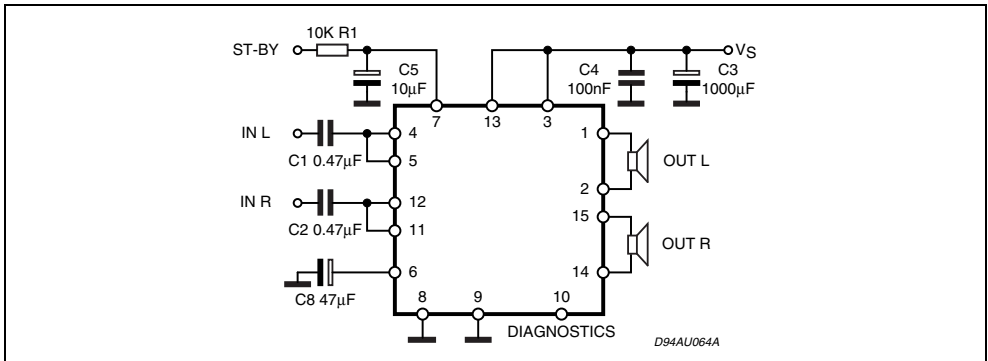 10K R1
ST-BY
C5
10µF
7
13
3
C4
100nF
C3
1000µF
VS
IN L
C1 0.47µF
4
5
IN R
C2 0.47µF
12
11
C8 47µF
6
8
9
10
DIAGNOSTICS
1
2
OUT L
15
14
OUT R
D94AU064A